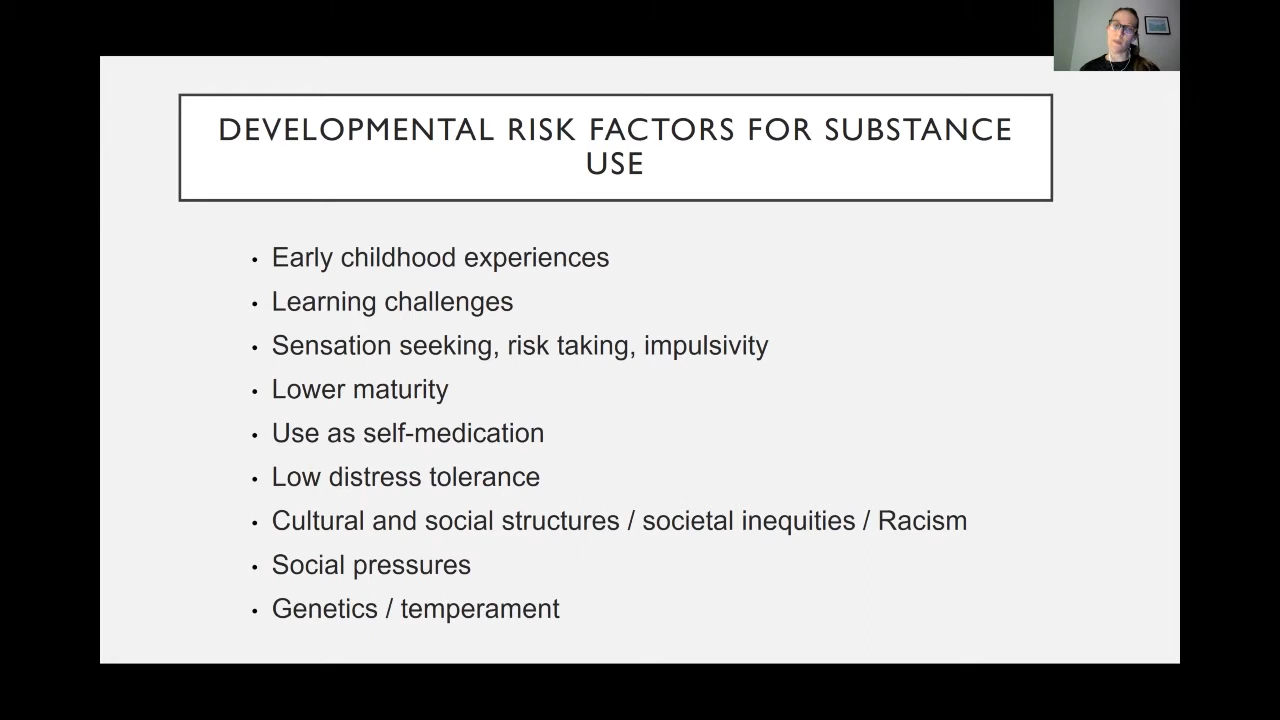 DEVELOPMENTAL RISK FACTORS FOR SUBSTANCE
USE
• Early childhood experiences
• Learning challenges
• Sensation seeking, risk taking, impulsivity
• Lower maturity
• Use as self-medication
• Low distress tolerance
• Cultural and social structures / societal inequities / Racism
• Social pressures
• Genetics / temperament